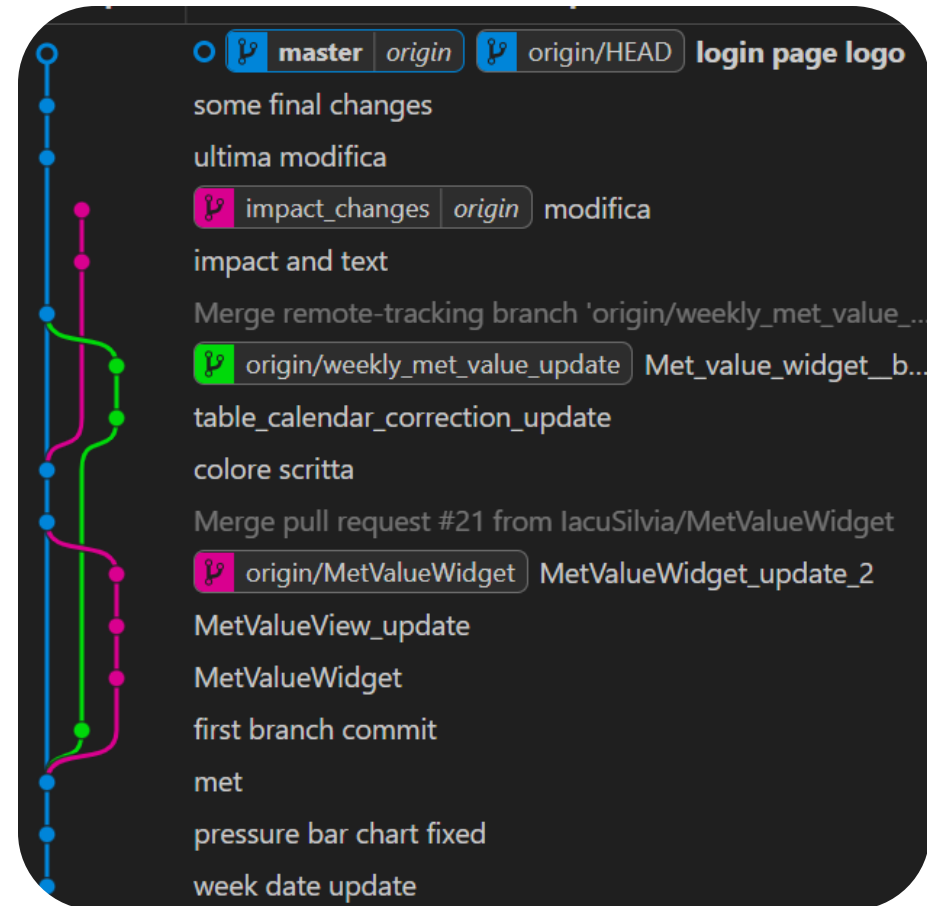 master origin origin/HEAD login page logo
some final changes
ultima modifica
impact_changes origin modifica
impact and text
Merge remote-tracking branch 'origin/weekly_met_value_...
origin/weekly_met_value_update Met_value_widget__b...
table_calendar_correction_update
colore scritta
Merge pull request #21 from IacuSilvia/MetValueWidget
origin/MetValueWidget MetValueWidget_update_2
MetValueView_update
MetValueWidget
first branch commit
met
pressure bar chart fixed
week date update